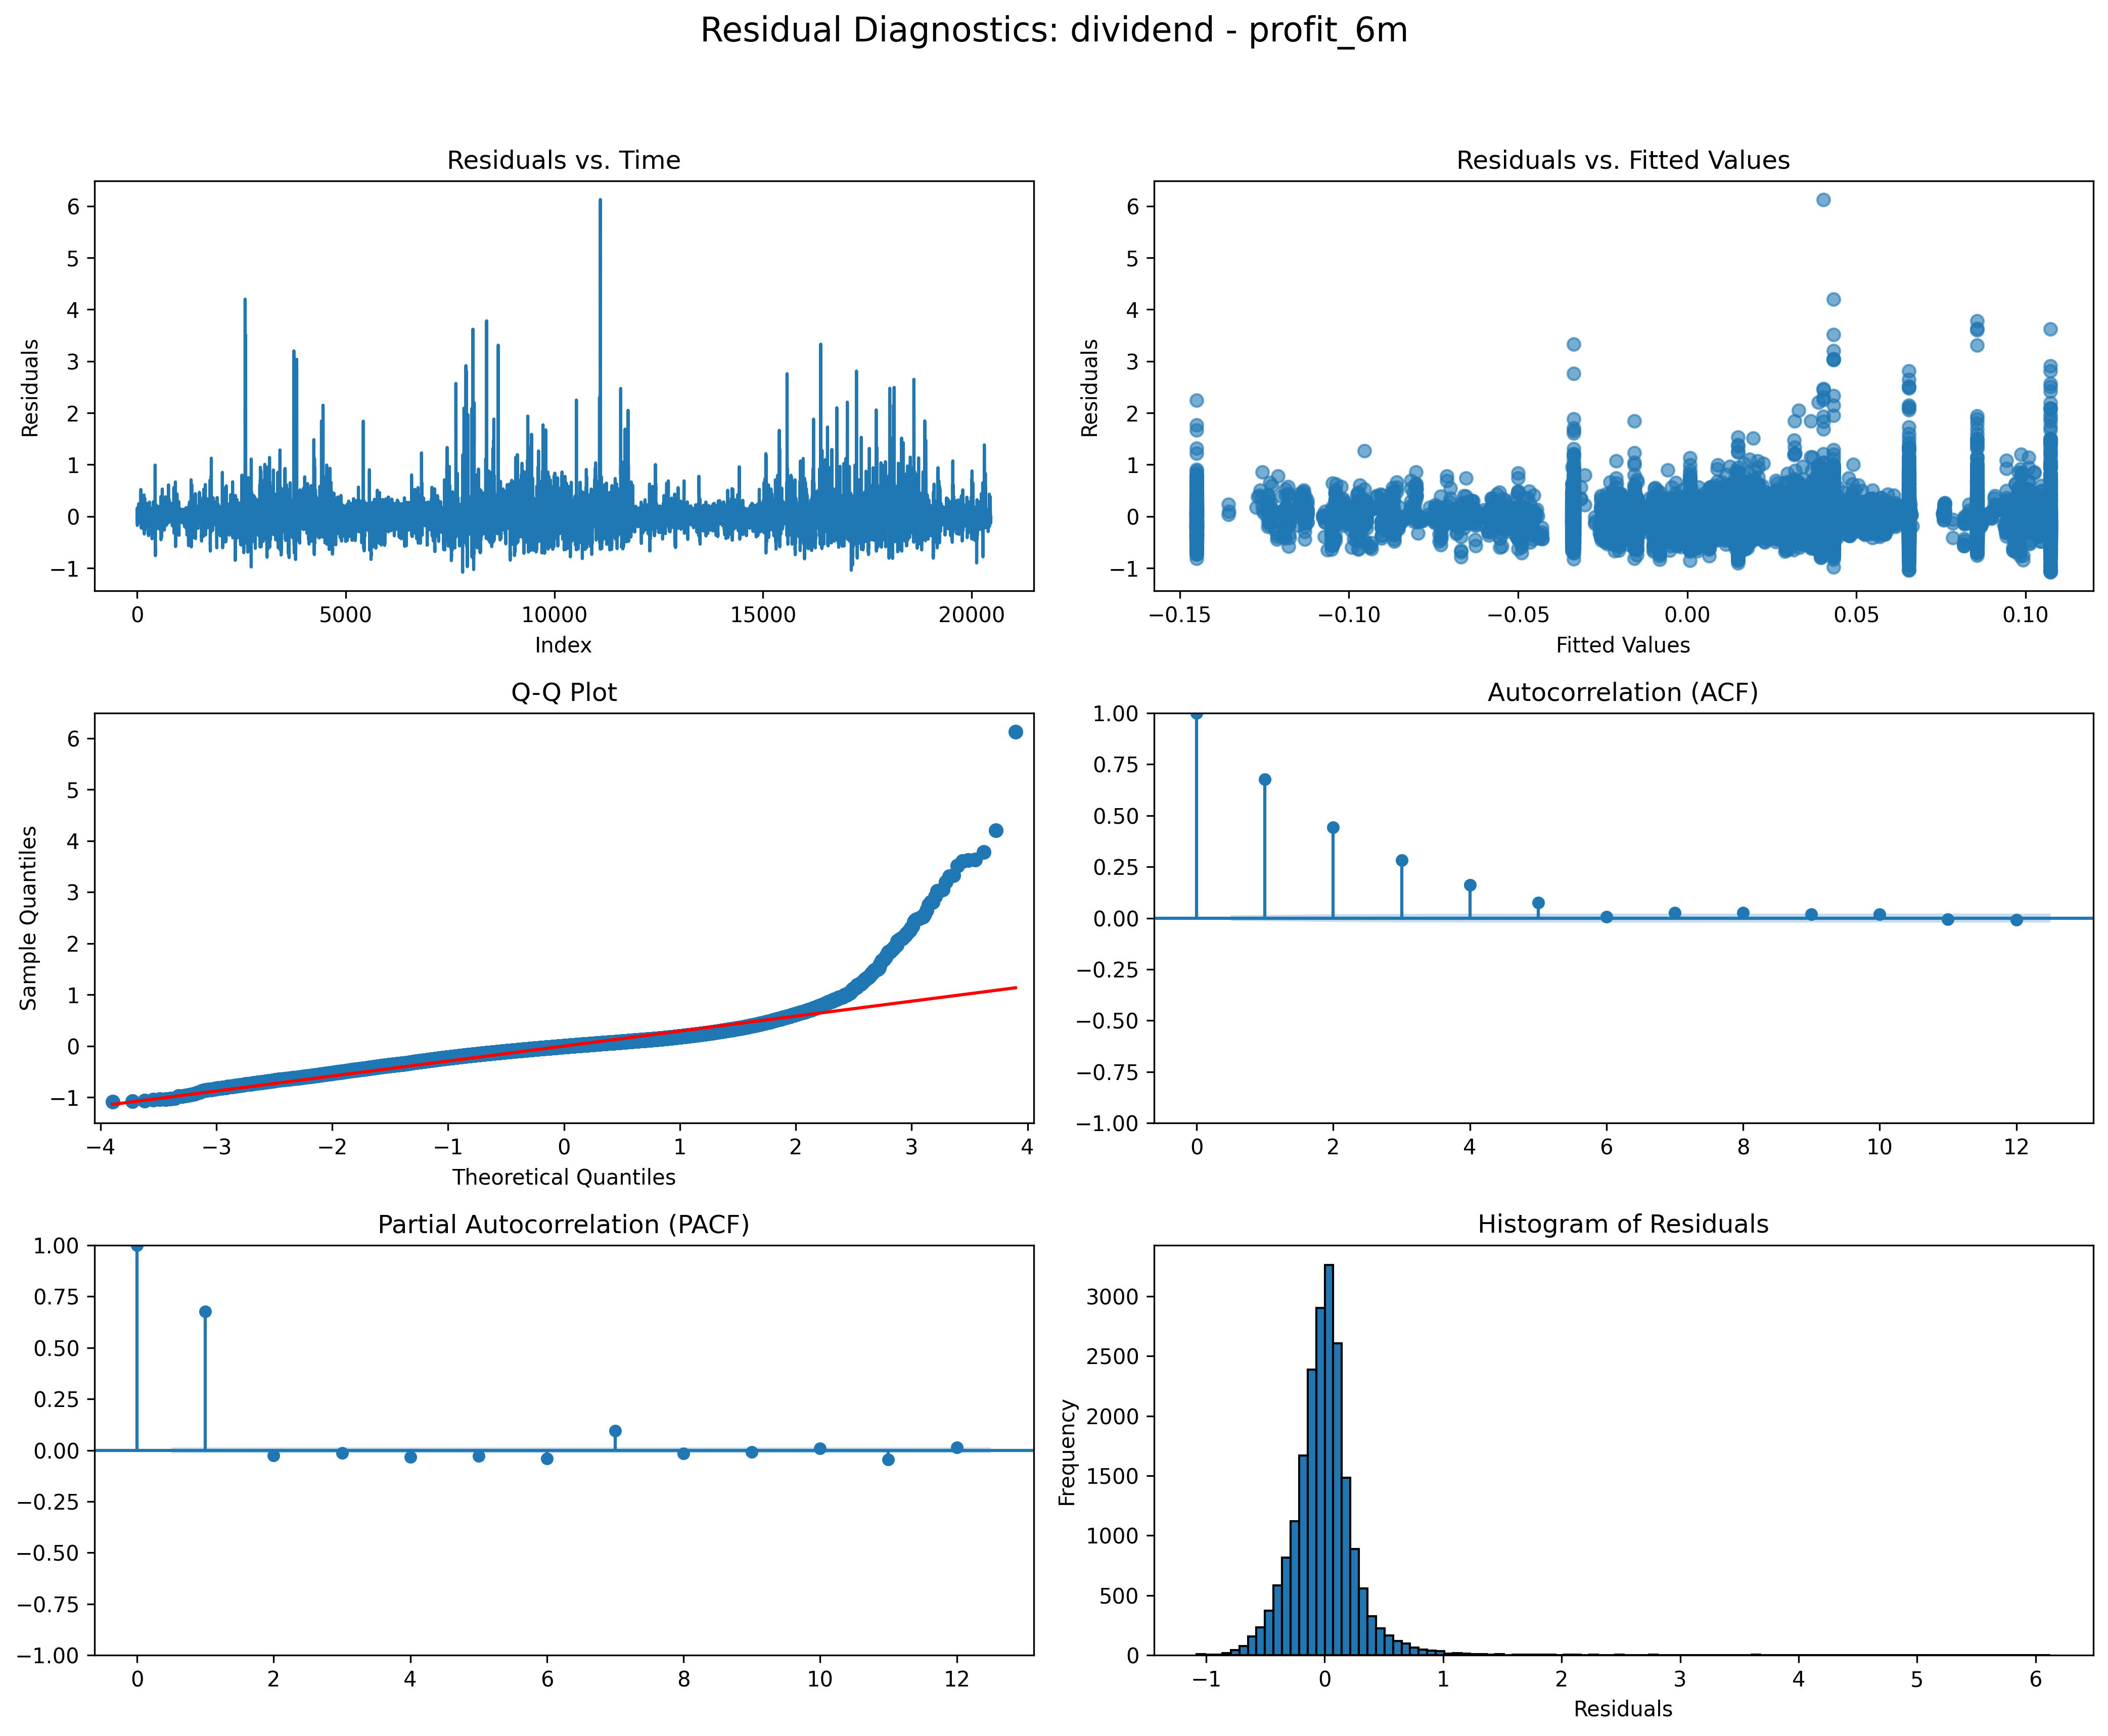 Residual Diagnostics: dividend - profit_6m
Residuals vs. Time
Residuals
6
5
4
3
2
1
0
−1
0 5000 10000 15000 20000
Index
Residuals vs. Fitted Values
Residuals
6
5
4
3
2
1
0
−1
−0.15 −0.10 −0.05 0.00 0.05 0.10
Fitted Values
Q-Q Plot
Sample Quantiles
6
5
4
3
2
1
0
−1
−4 −3 −2 −1 0 1 2 3 4
Theoretical Quantiles
Autocorrelation (ACF)
1.00
0.75
0.50
0.25
0.00
−0.25
−0.50
−0.75
−1.00
0 2 4 6 8 10 12
Partial Autocorrelation (PACF)
1.00
0.75
0.50
0.25
0.00
−0.25
−0.50
−0.75
−1.00
0 2 4 6 8 10 12
Histogram of Residuals
Frequency
3000
2500
2000
1500
1000
500
0
−1 0 1 2 3 4 5 6
Residuals